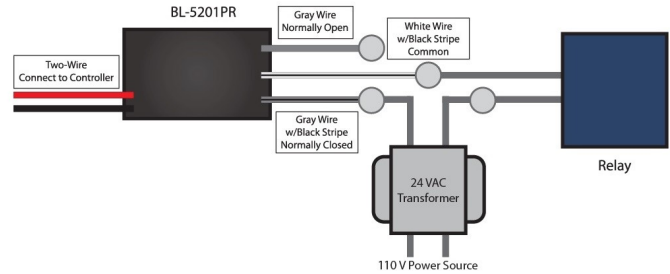 BL-5201PR
Gray Wire
Normally Open
White Wire
w/Black Stripe
Common
Two-Wire
Connect to Controller
Gray Wire
w/Black Stripe
Normally Closed
Relay
24 VAC
Transformer
110 V Power Source